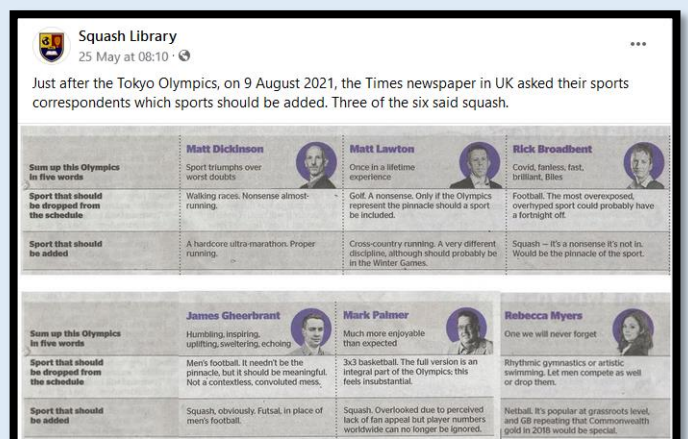 Squash Library
25 May at 08:10 ·
Just after the Tokyo Olympics, on 9 August 2021, the Times newspaper in UK asked their sports
correspondents which sports should be added. Three of the six said squash.
Matt Dickinson
Matt Lawton
Rick Broadbent
Sum up this Olympics
in five words
Sport triumphs over
worst doubts
Once in a lifetime
experience
Covid, fanless, fast,
brilliant, Biles
Sport that should
be dropped from
the schedule
Walking races. Nonsense almost-
running.
Golf. A nonsense. Only if the Olympics
represent the pinnacle should a sport
be included.
Football. The most overexposed,
overhyped sport could probably have
a fortnight off.
Sport that should
be added
A hardcore ultra-marathon. Proper
running.
Cross-country running. A very different
discipline, although should probably be
in the Winter Games.
Squash – it's a nonsense it's not in.
Would be the pinnacle of the sport.
James Gheerbrant
Mark Palmer
Rebecca Myers
Sum up this Olympics
in five words
Humbling, inspiring,
uplifting, sweltering, echoing
Much more enjoyable
than expected
One we will never forget
Sport that should
be dropped from
the schedule
Men's football. It needn't be the
pinnacle, but it should be meaningful.
Not a contextless, convoluted mess.
3x3 basketball. The full version is an
integral part of the Olympics; this
feels insubstantial.
Rhythmic gymnastics or artistic
swimming. Let men compete as well
or drop them.
Sport that should
be added
Squash, obviously. Futsal, in place of
men's football.
Squash. Overlooked due to perceived
lack of fan appeal but player numbers
worldwide can no longer be ignored.
Netball. It's popular at grassroots level,
and GB repeating that Commonwealth
gold in 2018 would be special.